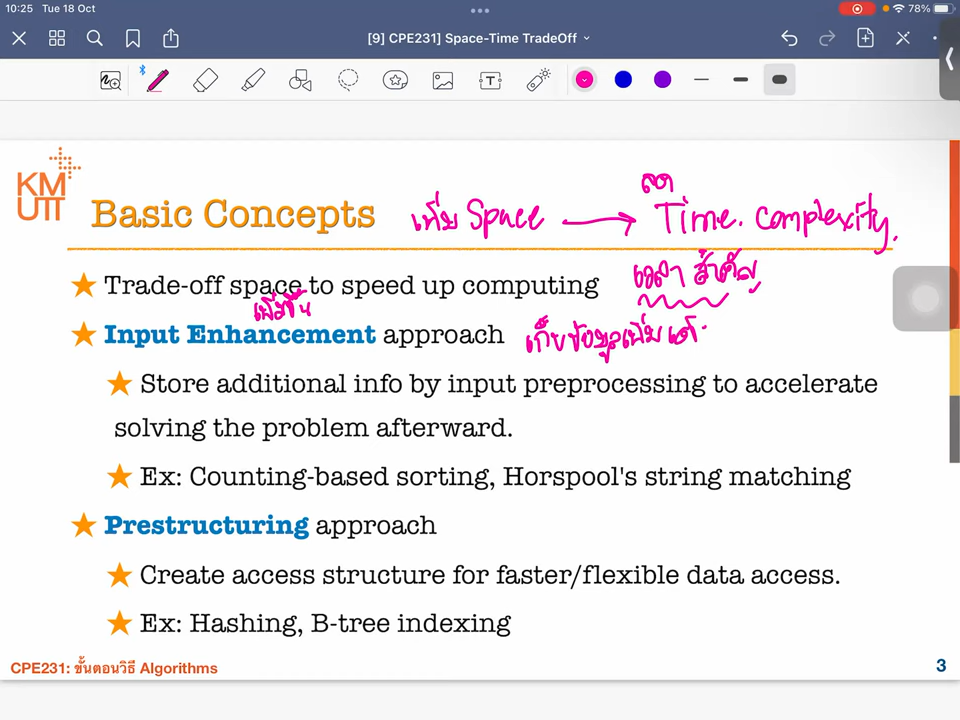 10:25 Tue 18 Oct
78%
[9] CPE231] Space-Time TradeOff
KM
UTT
ลด
Basic Concepts เพิ่ม Space → Time. complexity.
★ Trade-off space to speed up computing เวลา สำคัญ
เพิ่มขึ้น
★ Input Enhancement approach เก็บข้อมูลเพิ่มเติม
★ Store additional info by input preprocessing to accelerate
solving the problem afterward.
★ Ex: Counting-based sorting, Horspool's string matching
★ Prestructuring approach
★ Create access structure for faster/flexible data access.
★ Ex: Hashing, B-tree indexing
CPE231: ขั้นตอนวิธี Algorithms
3